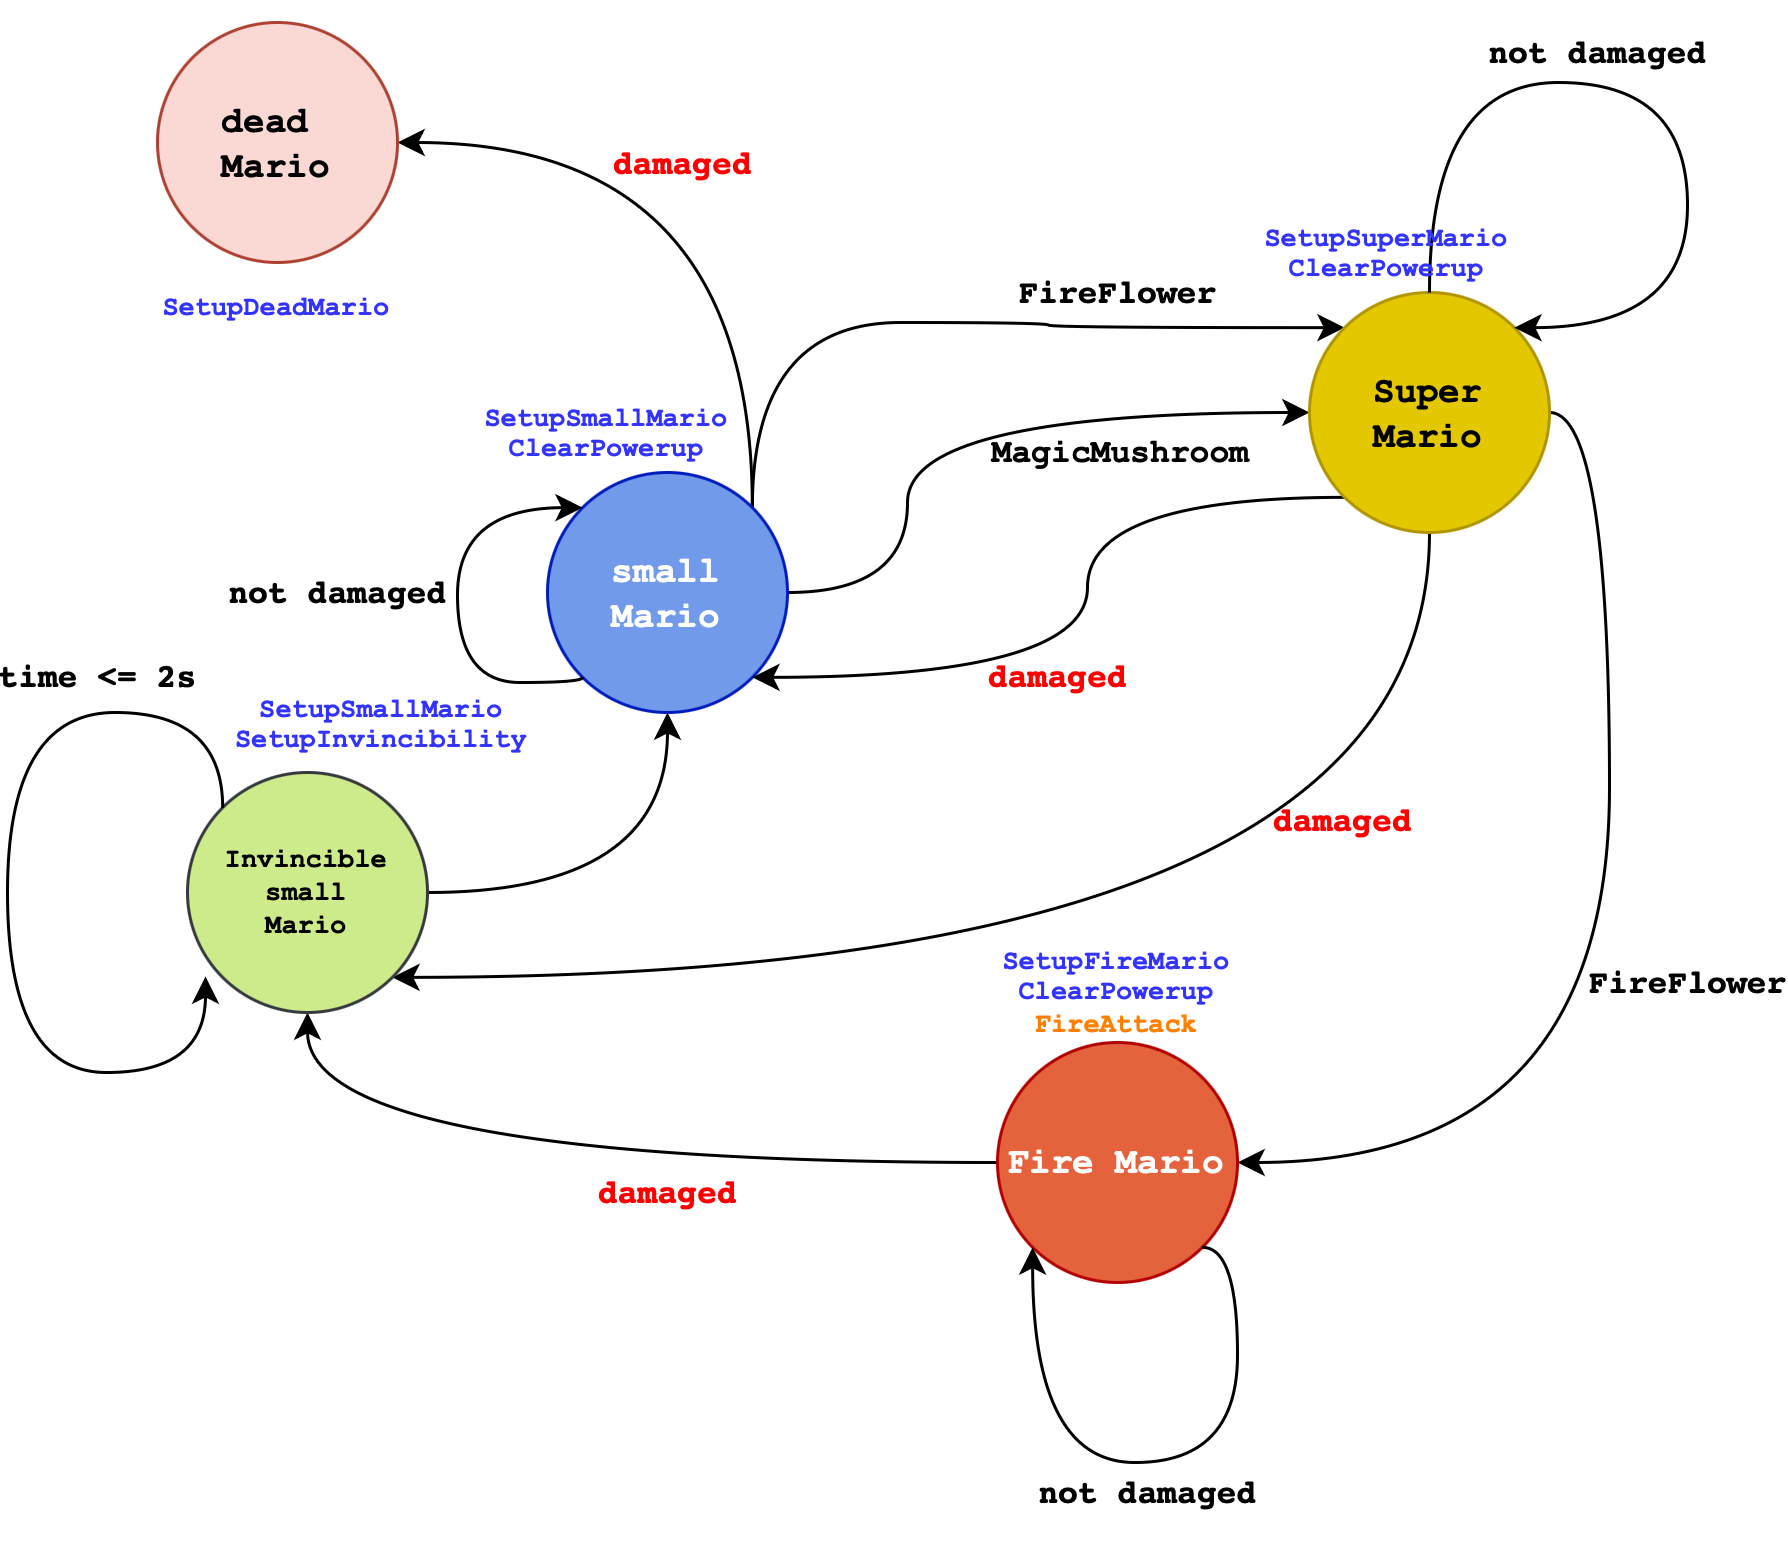 not damaged
dead
Mario
damaged
SetupSuperMario
ClearPowerup
FireFlower
SetupDeadMario
Super
Mario
SetupSmallMario
ClearPowerup
MagicMushroom
small
Mario
not damaged
time <= 2s
damaged
SetupSmallMario
SetupInvincibility
damaged
Invincible
small
Mario
SetupFireMario
ClearPowerup
FireAttack
FireFlower
Fire Mario
damaged
not damaged